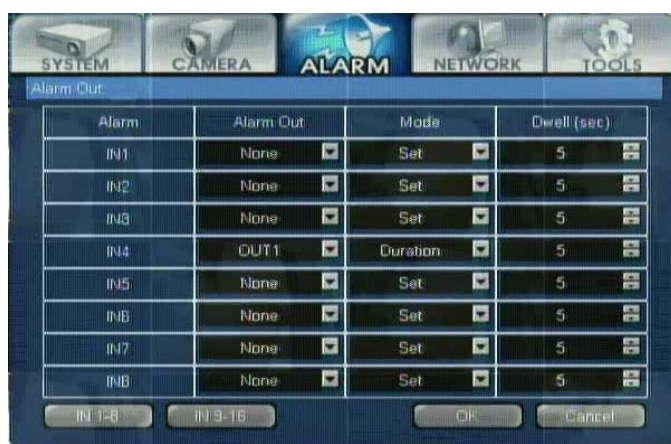 SYSTEM CAMERA ALARM NETWORK TOOLS
Alarm Out
Alarm Alarm Out Mode Dwell (sec)
IN1 None Set 5
IN2 None Set 5
IN3 None Set 5
IN4 OUT1 Duration 5
IN5 None Set 5
IN6 None Set 5
IN7 None Set 5
IN8 None Set 5
IN 1-8 IN 9-16 OK Cancel